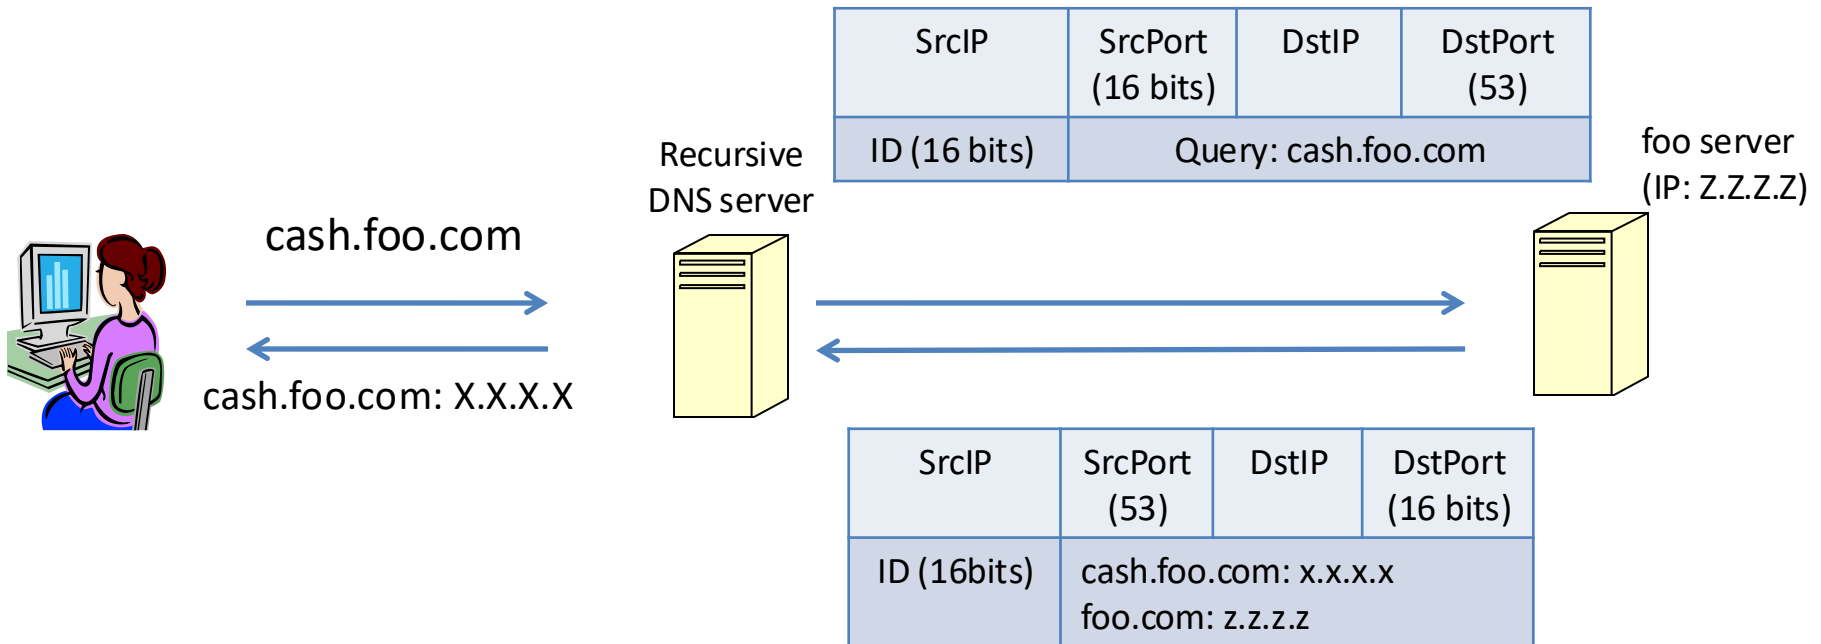 SrcIP
SrcPort
(16 bits)
DstIP
DstPort
(53)
ID (16 bits)
Query: cash.foo.com
Recursive
DNS server
foo server
(IP: Z.Z.Z.Z)
cash.foo.com
cash.foo.com: X.X.X.X
SrcIP
SrcPort
(53)
DstIP
DstPort
(16 bits)
ID (16bits)
cash.foo.com: x.x.x.x
foo.com: z.z.z.z